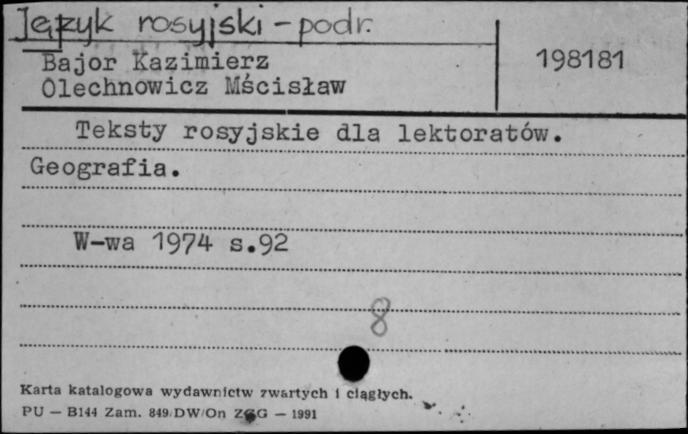 Język rosyjski - podr.
Bajor Kazimierz
Olechnowicz Mścisław
198181
Teksty rosyjskie dla lektoratów.
Geografia.
W-wa 1974 s.92
8
Karta katalogowa wydawnictw zwartych i ciągłych.
PU — B144 Zam. 849/DW/On ZGG — 1991